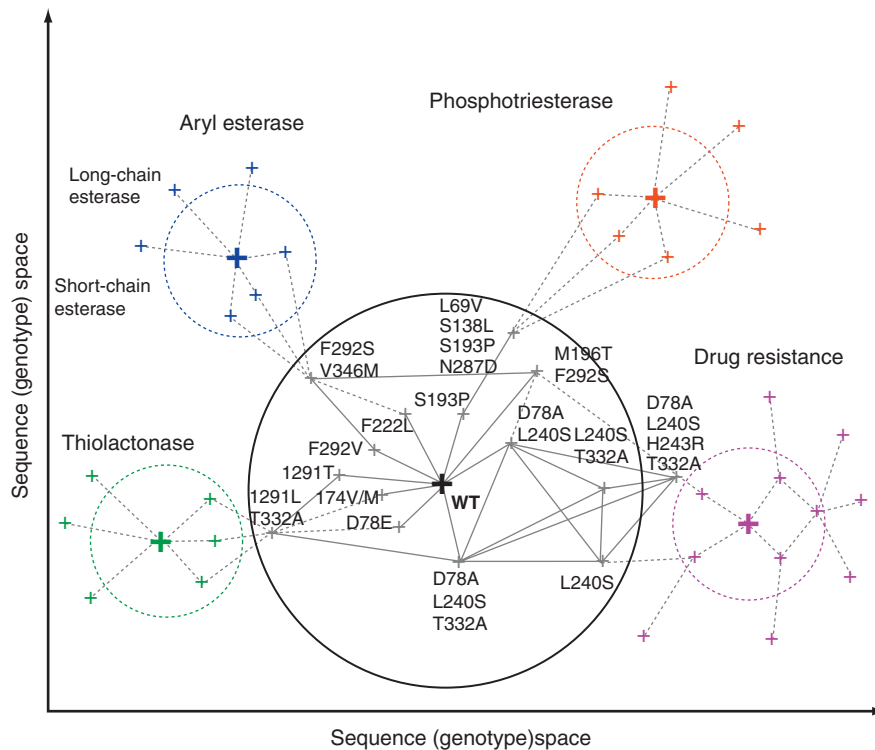 Phosphotriesterase
Aryl esterase
Long-chain
esterase
Short-chain
esterase
Sequence (genotype) space
L69V
S138L
S193P
N287D
F292S
V346M
M196T
F292S
Drug resistance
S193P
D78A
L240S
L240S
T332A
D78A
L240S
H243R
T332A
F222L
Thiolactonase
F292V
1291T
1291L
T332A
174V/M
WT
D78E
D78A
L240S
T332A
L240S
Sequence (genotype)space